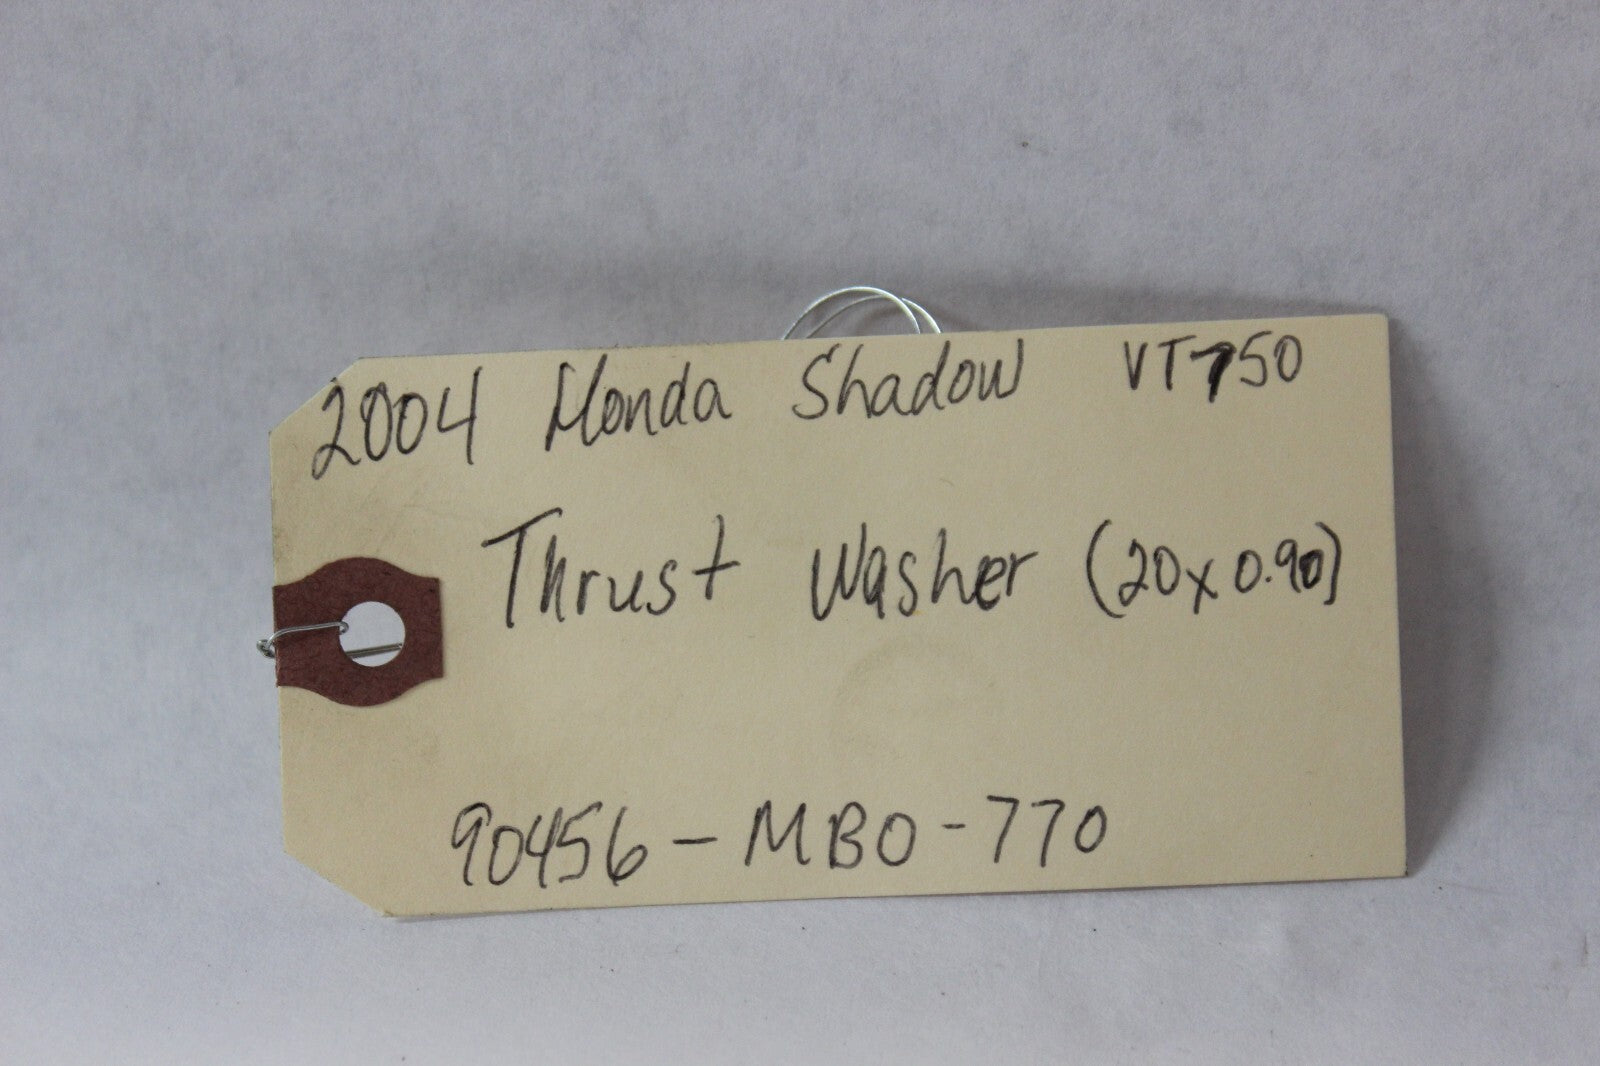 2004 Honda Shadow VT750
Thrust Washer (20x0.90)
90456-MB0-770